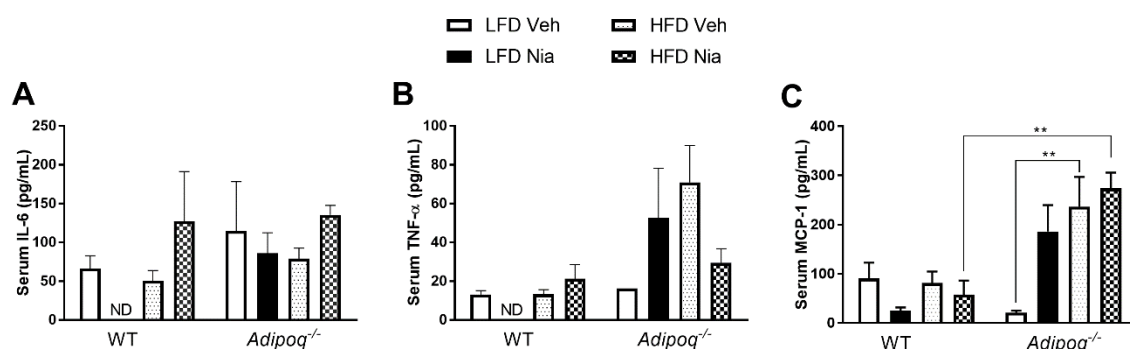 LFD Veh HFD Veh
LFD Nia HFD Nia
A
Serum IL-6 (pg/mL)
250
200
150
100
50
0
ND
WT Adipoq-/-
B
Serum TNF-α (pg/mL)
100
80
60
40
20
0
ND
WT Adipoq-/-
C
Serum MCP-1 (pg/mL)
400
300
200
100
0
**
**
WT Adipoq-/-